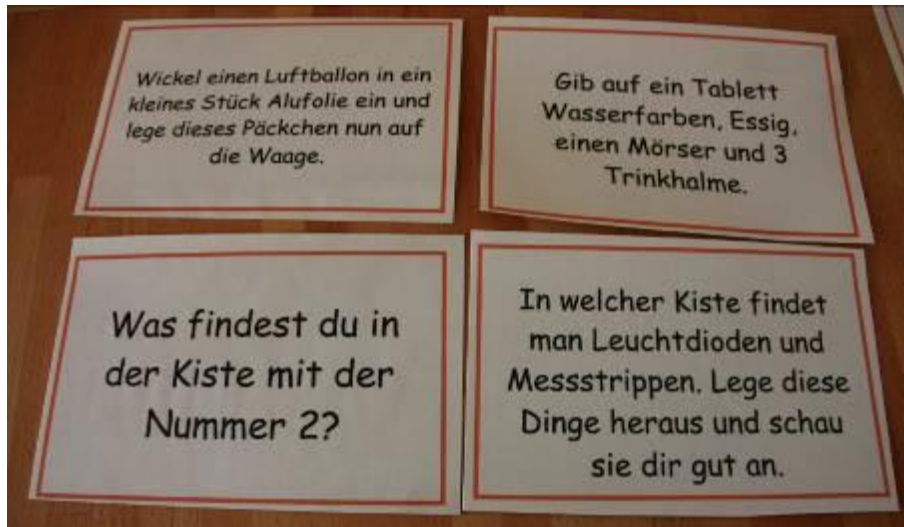 Wickel einen Luftballon in ein
kleines Stück Alufolie ein und
lege dieses Päckchen nun auf
die Waage.
Gib auf ein Tablett
Wasserfarben, Essig,
einen Mörser und 3
Trinkhalme.
Was findest du in
der Kiste mit der
Nummer 2?
In welcher Kiste findet
man Leuchtdioden und
Messstrippen. Lege diese
Dinge heraus und schau
sie dir gut an.